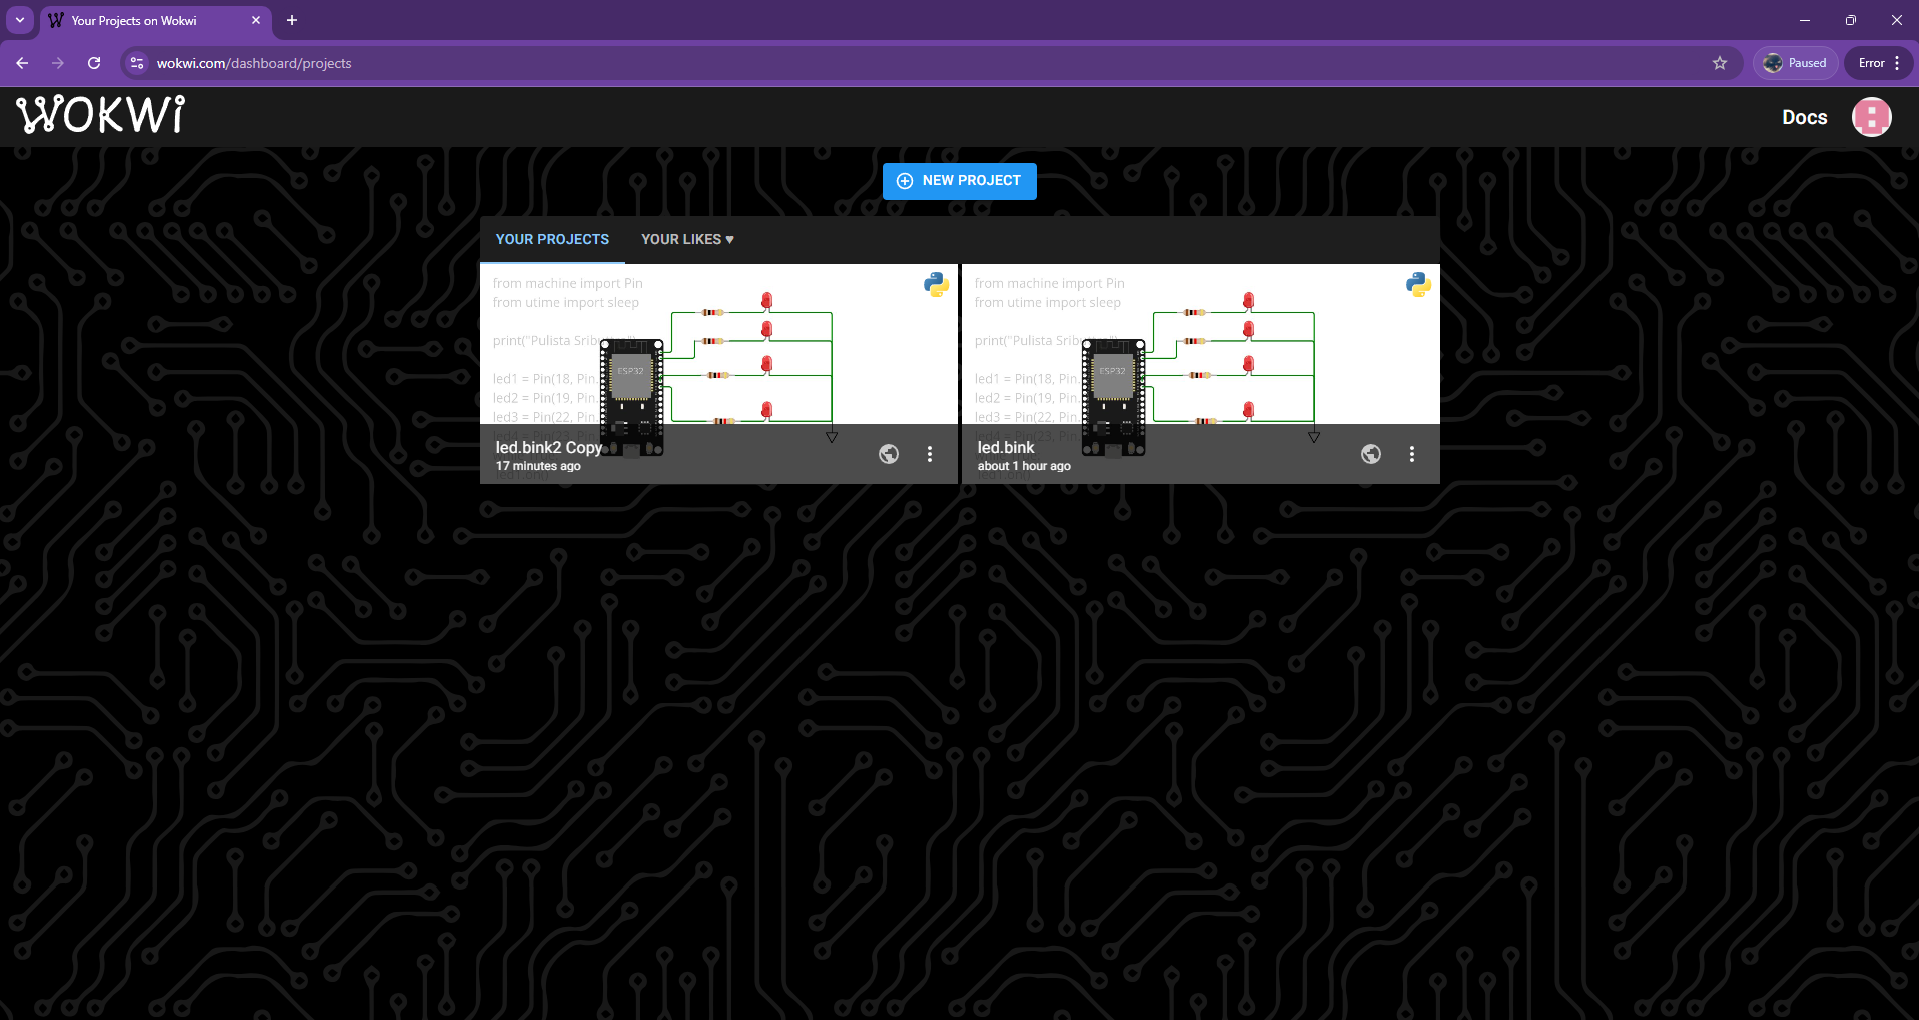 Your Projects on Wokwi
wokwi.com/dashboard/projects
Paused
Error
WOKWi
Docs
NEW PROJECT
YOUR PROJECTS
YOUR LIKES ♥
from machine import Pin
from utime import sleep
print("Pulista
led1 = Pin(18, Pin.
led2 = Pin(19, Pin.
led3 = Pin(22, Pin.
ESP32
led.bink2 Copy
17 minutes ago
from machine import Pin
from utime import sleep
print("Pulista
led1 = Pin(18, Pin.
led2 = Pin(19, Pin.
led3 = Pin(22, Pin.
ESP32
led.bink
about 1 hour ago